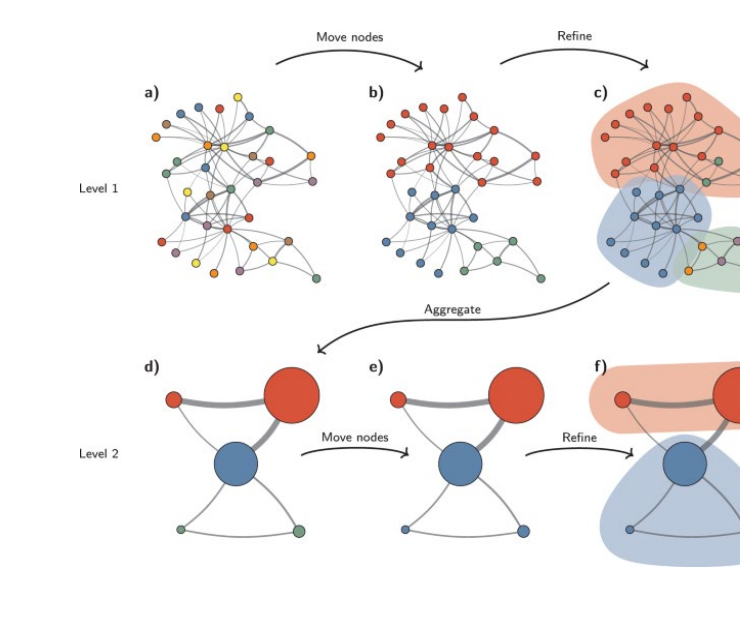 Move nodes
Refine
a)
b)
c)
Level 1
Aggregate
d)
e)
f)
Move nodes
Refine
Level 2